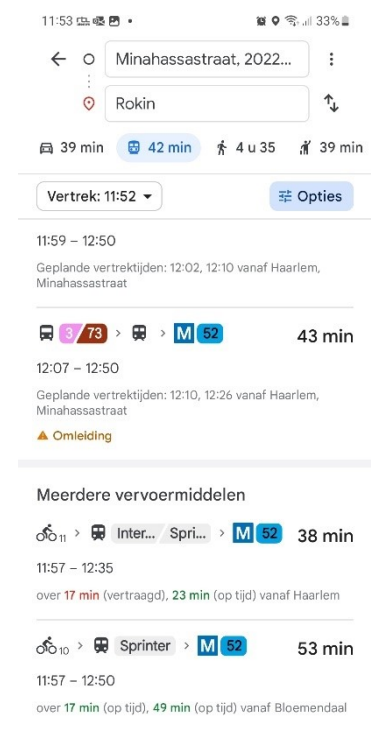 11:53
33%
Minahassastraat, 2022...
Rokin
39 min 42 min 4 u 35 39 min
Vertrek: 11:52 Opties
11:59 – 12:50
Geplande vertrektijden: 12:02, 12:10 vanaf Haarlem,
Minahassastraat
3/73 > > M 52 43 min
12:07 – 12:50
Geplande vertrektijden: 12:10, 12:26 vanaf Haarlem,
Minahassastraat
Omleiding
Meerdere vervoermiddelen
11 > Inter... Spri... > M 52 38 min
11:57 – 12:35
over 17 min (vertraagd), 23 min (op tijd) vanaf Haarlem
10 > Sprinter > M 52 53 min
11:57 – 12:50
over 17 min (op tijd), 49 min (op tijd) vanaf Bloemendaal